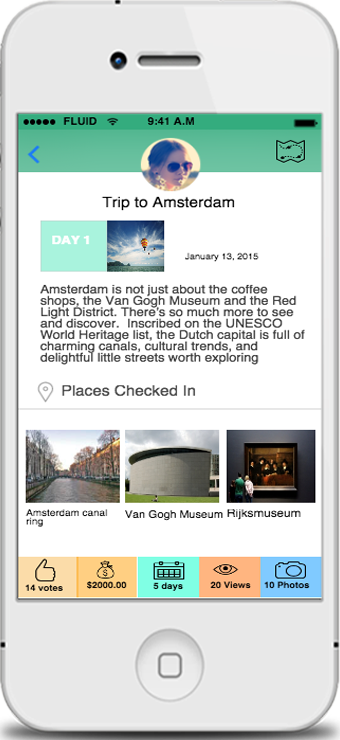 FLUID 9:41 A.M
Trip to Amsterdam
DAY 1
January 13, 2015
Amsterdam is not just about the coffee
shops, the Van Gogh Museum and the Red
Light District. There's so much more to see
and discover. Inscribed on the UNESCO
World Heritage list, the Dutch capital is full of
charming canals, cultural trends, and
delightful little streets worth exploring
Places Checked In
Amsterdam canal
ring
Van Gogh Museum
Rijksmuseum
14 votes
$2000.00
5 days
20 Views
10 Photos